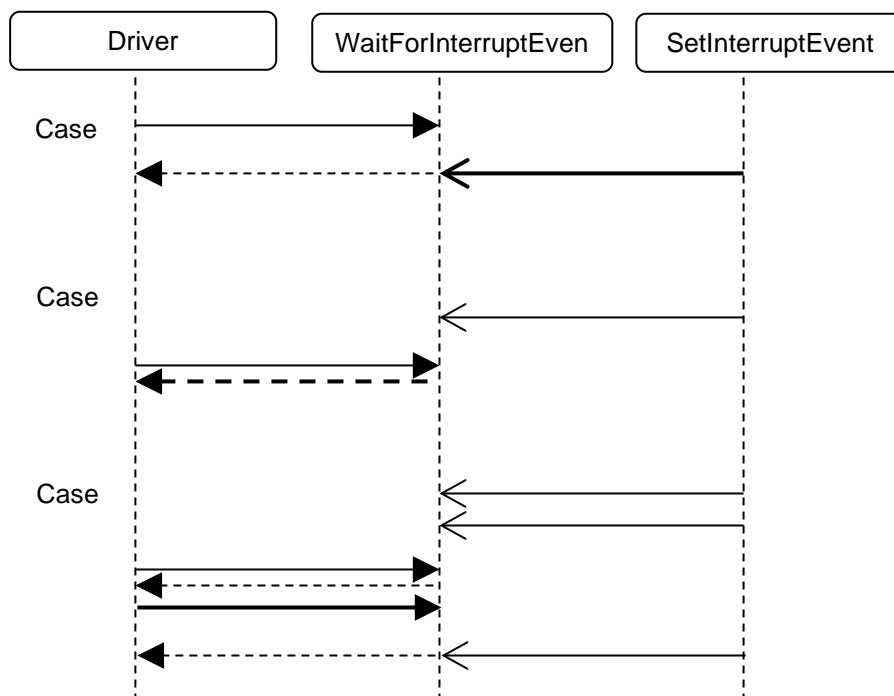 Driver
WaitForInterruptEven
SetInterruptEvent
Case
Case
Case